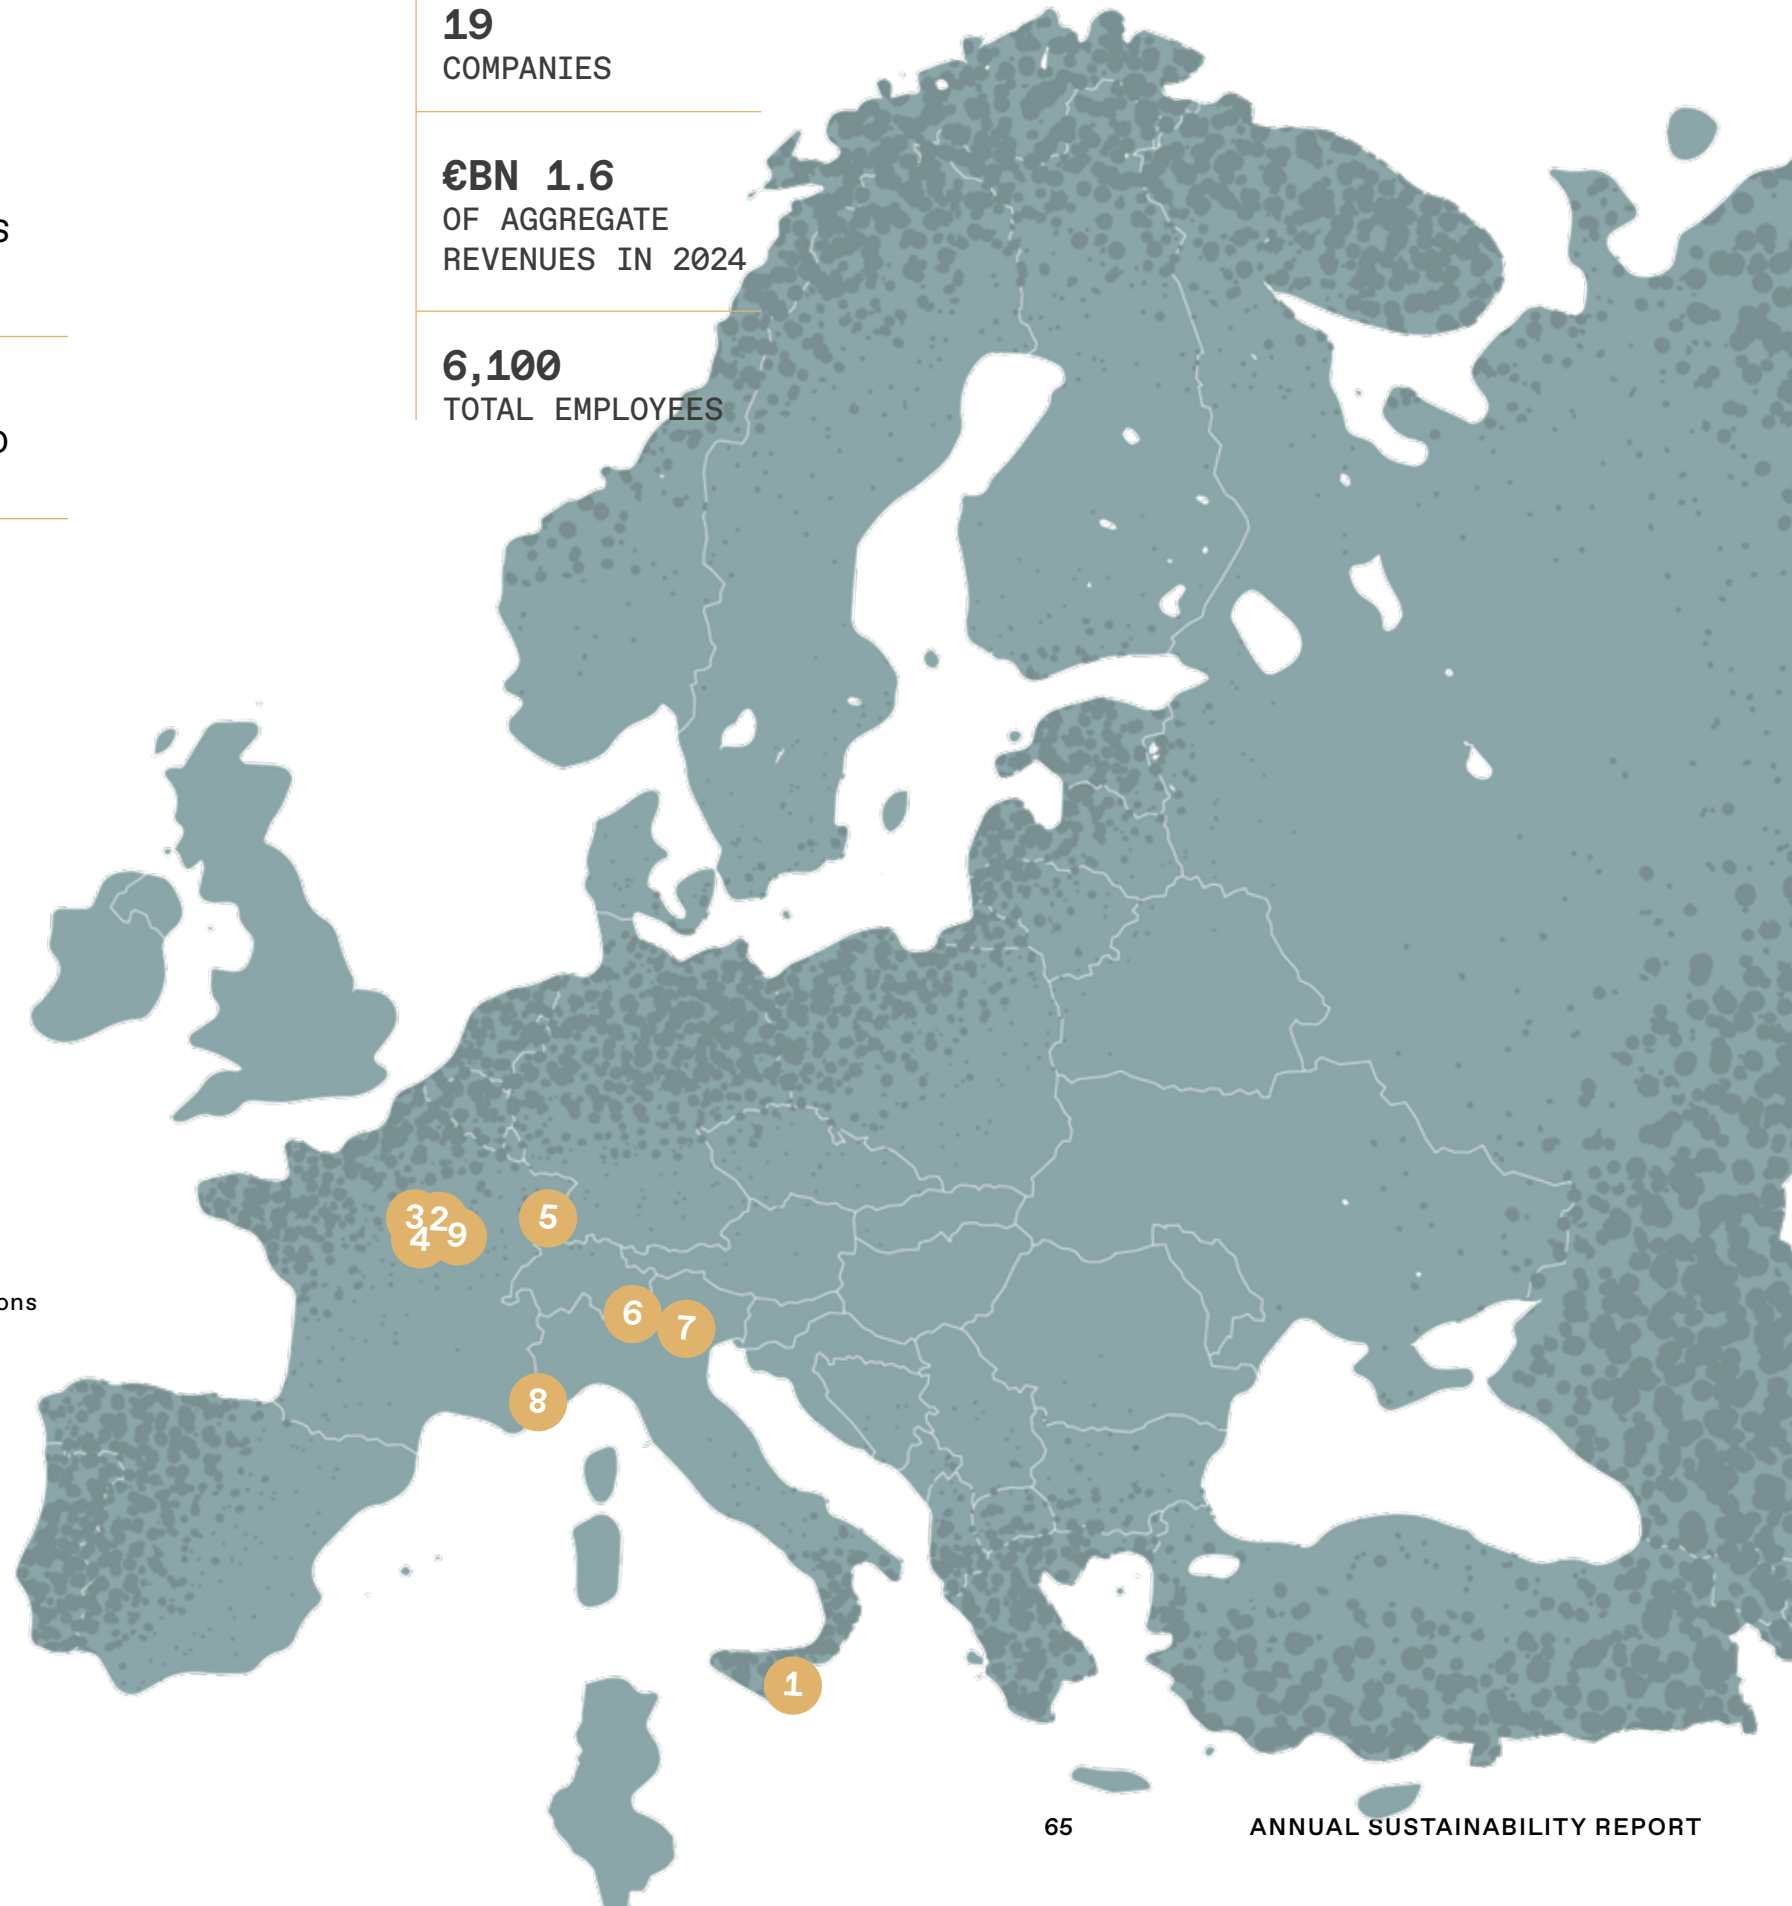 19
COMPANIES
€BN 1.6
OF AGGREGATE
REVENUES IN 2024
6,100
TOTAL EMPLOYEES
S
D
ons
3
2
4
9
5
6
7
8
1
65
ANNUAL SUSTAINABILITY REPORT